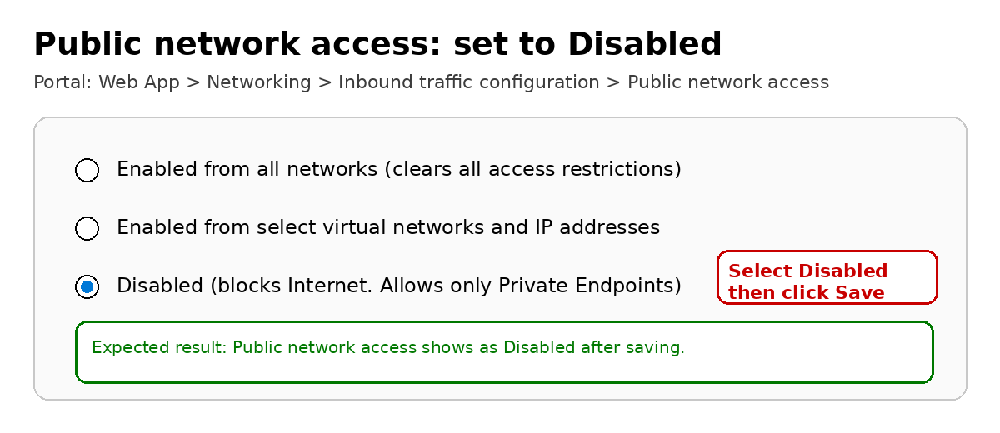 Public network access: set to Disabled
Portal: Web App > Networking > Inbound traffic configuration > Public network access
Enabled from all networks (clears all access restrictions)
Enabled from select virtual networks and IP addresses
Disabled (blocks Internet. Allows only Private Endpoints)
Select Disabled
then click Save
Expected result: Public network access shows as Disabled after saving.